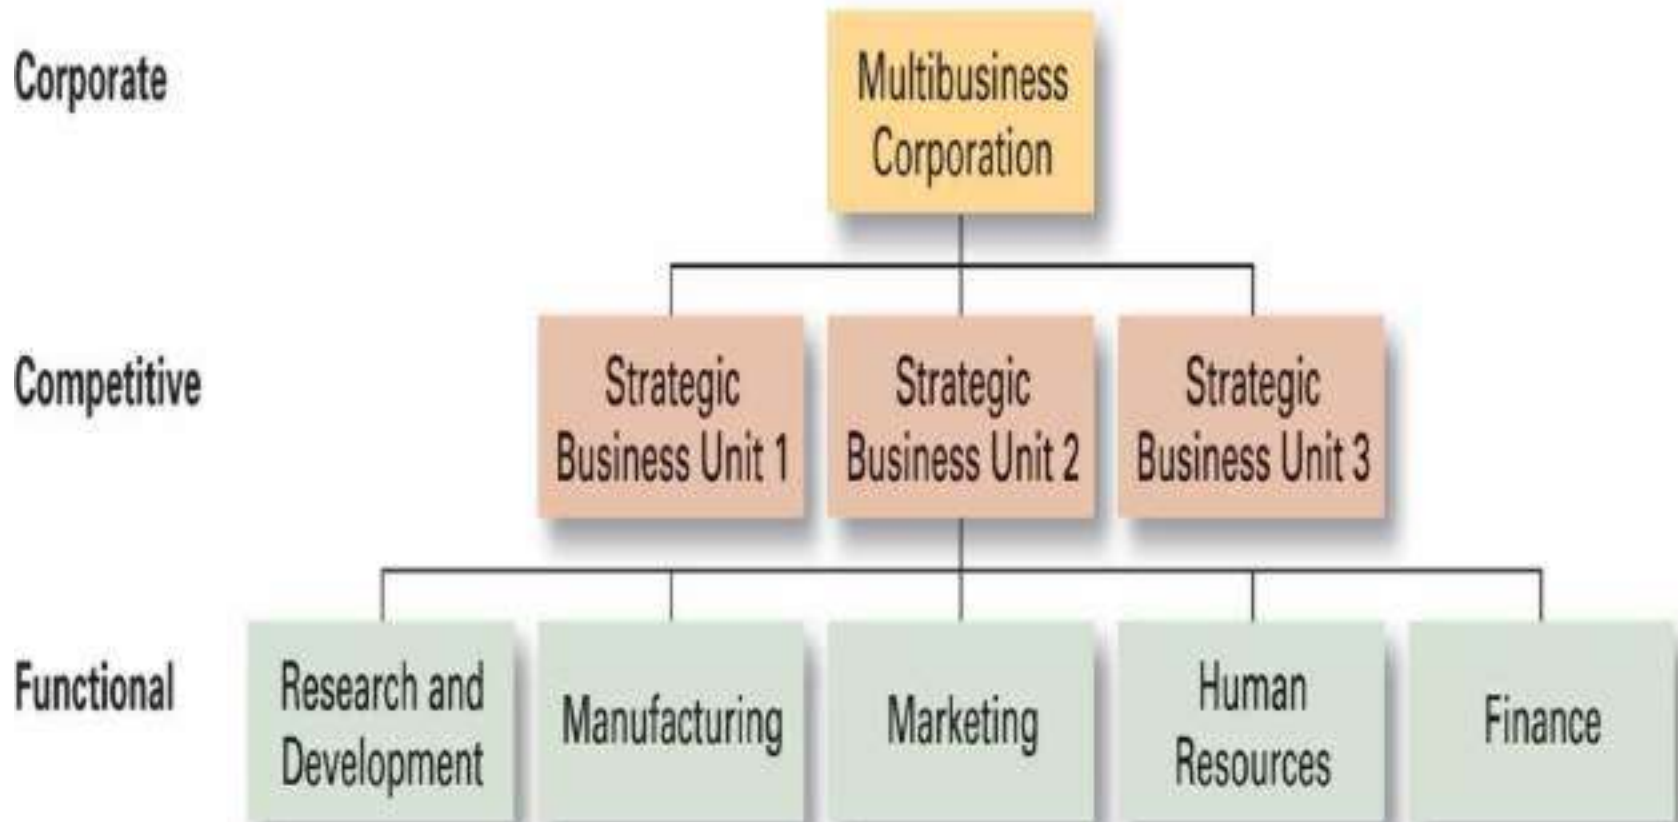 Corporate
Multibusiness
Corporation
Competitive
Strategic
Business Unit 1
Strategic
Business Unit 2
Strategic
Business Unit 3
Functional
Research and
Development
Manufacturing
Marketing
Human
Resources
Finance